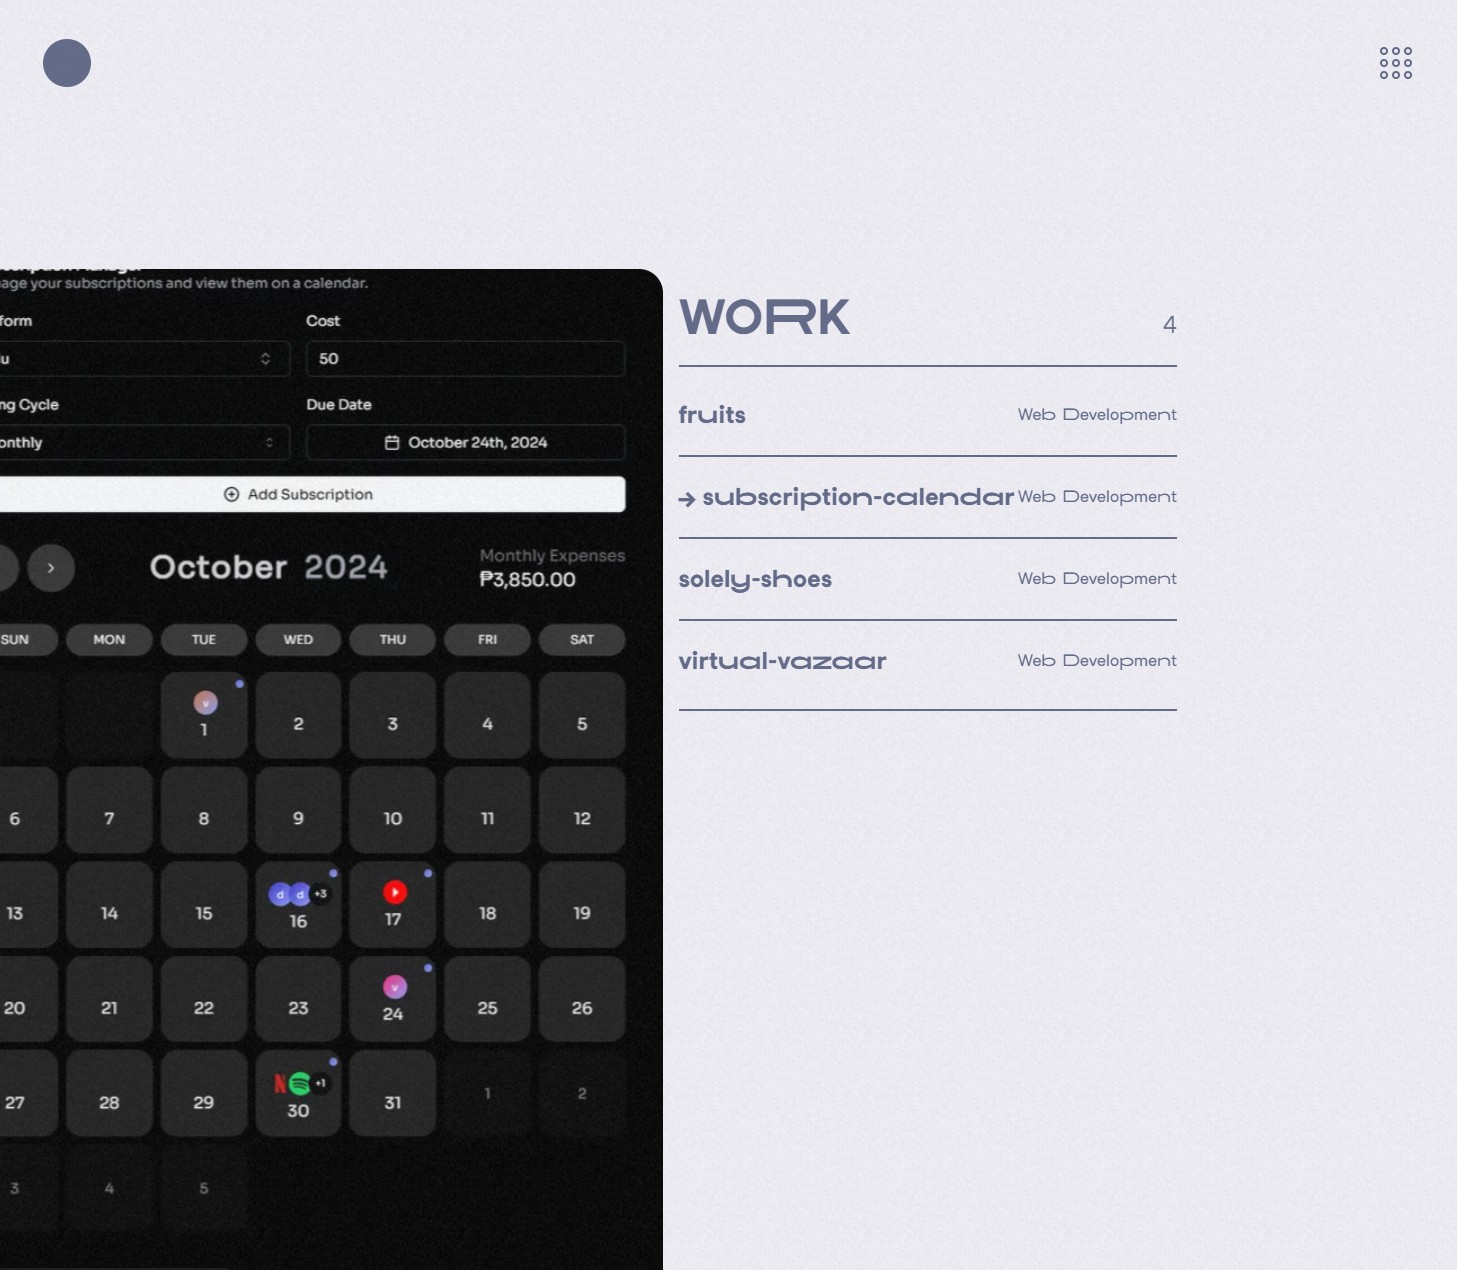 nage your subscriptions and view them on a calendar.
form Cost
lu 50
ng Cycle Due Date
onthly October 24th, 2024
Add Subscription
October 2024
Monthly Expenses
₱3,850.00
SUN MON TUE WED THU FRI SAT
v
1 2 3 4 5
6 7 8 9 10 11 12
d d +3
13 14 15 16 17 18 19
v
20 21 22 23 24 25 26
N +1
27 28 29 30 31 1 2
3 4 5
WORK 4
fruits Web Development
→ subscription-calendar Web Development
solely-shoes Web Development
virtual-vazaar Web Development